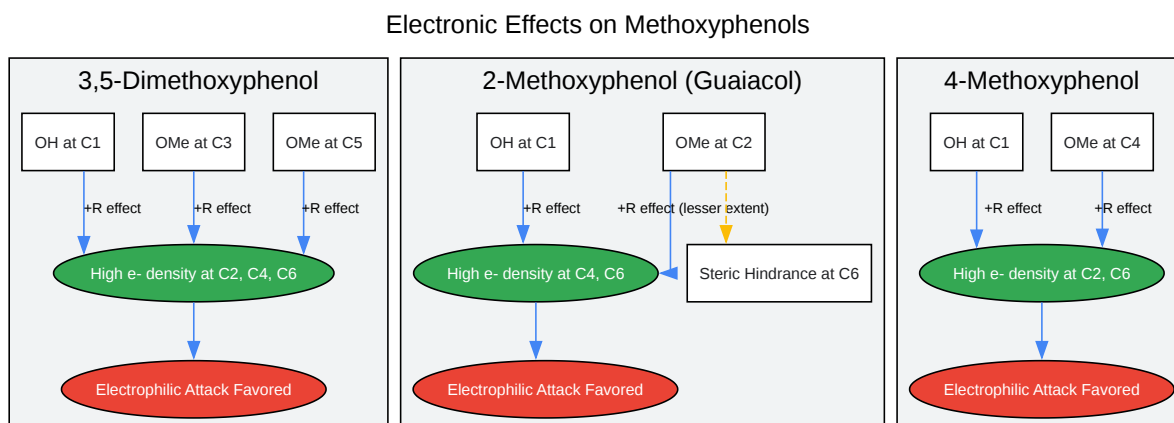 Electronic Effects on Methoxyphenols
3,5-Dimethoxyphenol
OH at C1
OMe at C3
OMe at C5
+R effect
+R effect
+R effect
High e- density at C2, C4, C6
Electrophilic Attack Favored
2-Methoxyphenol (Guaiacol)
OH at C1
OMe at C2
+R effect
+R effect (lesser extent)
High e- density at C4, C6
Steric Hindrance at C6
Electrophilic Attack Favored
4-Methoxyphenol
OH at C1
OMe at C4
+R effect
+R effect
High e- density at C2, C6
Electrophilic Attack Favored